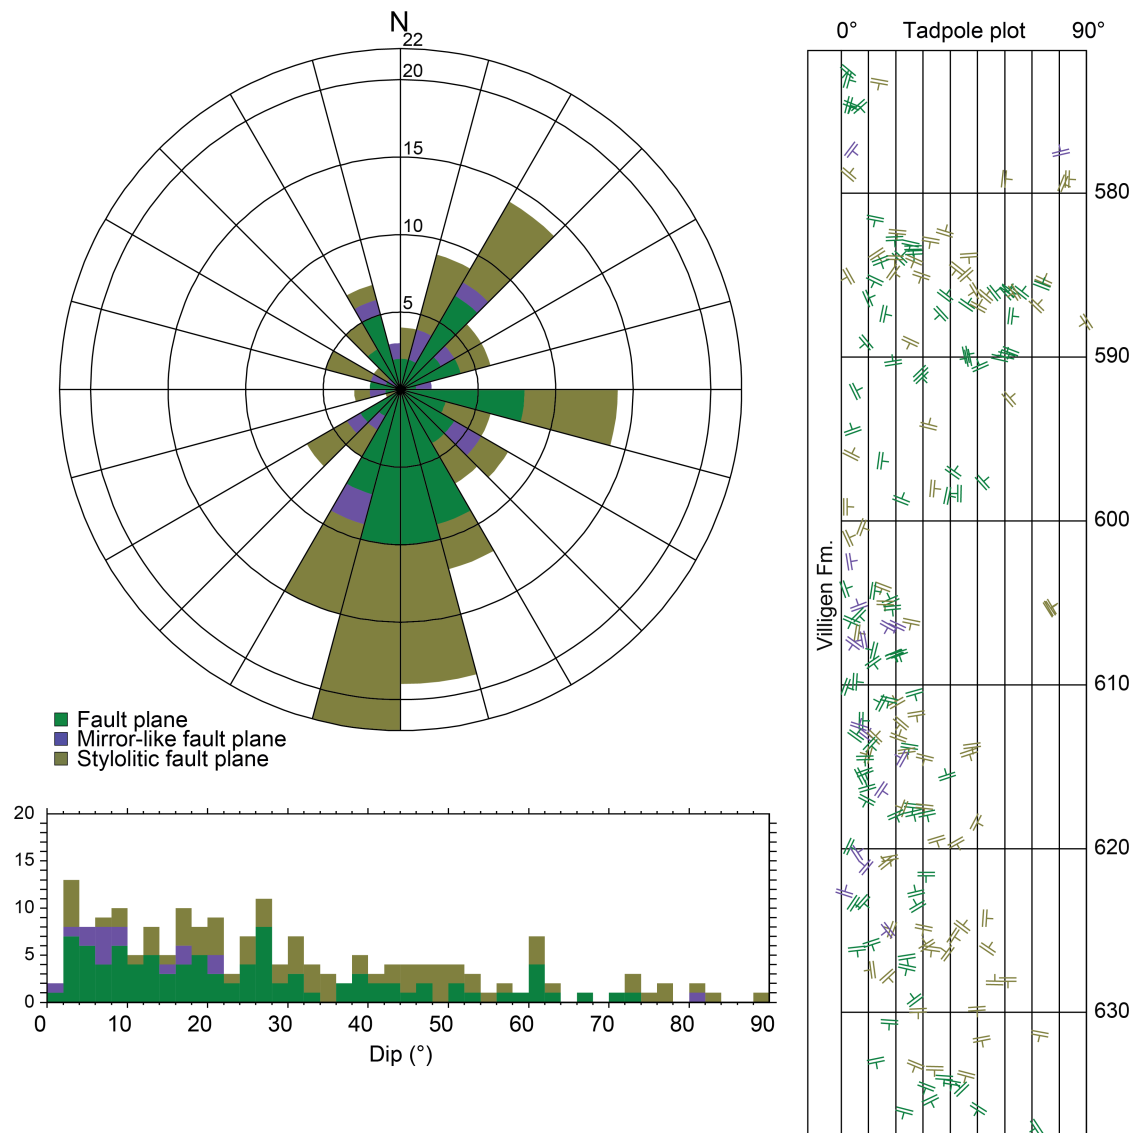 N
22
20
15
10
5
Fault plane
Mirror-like fault plane
Stylolitic fault plane
20
15
10
5
0
0 10 20 30 40 50 60 70 80 90
Dip (°)
0° Tadpole plot 90°
580
590
600
610
620
630
Villigen Fm.